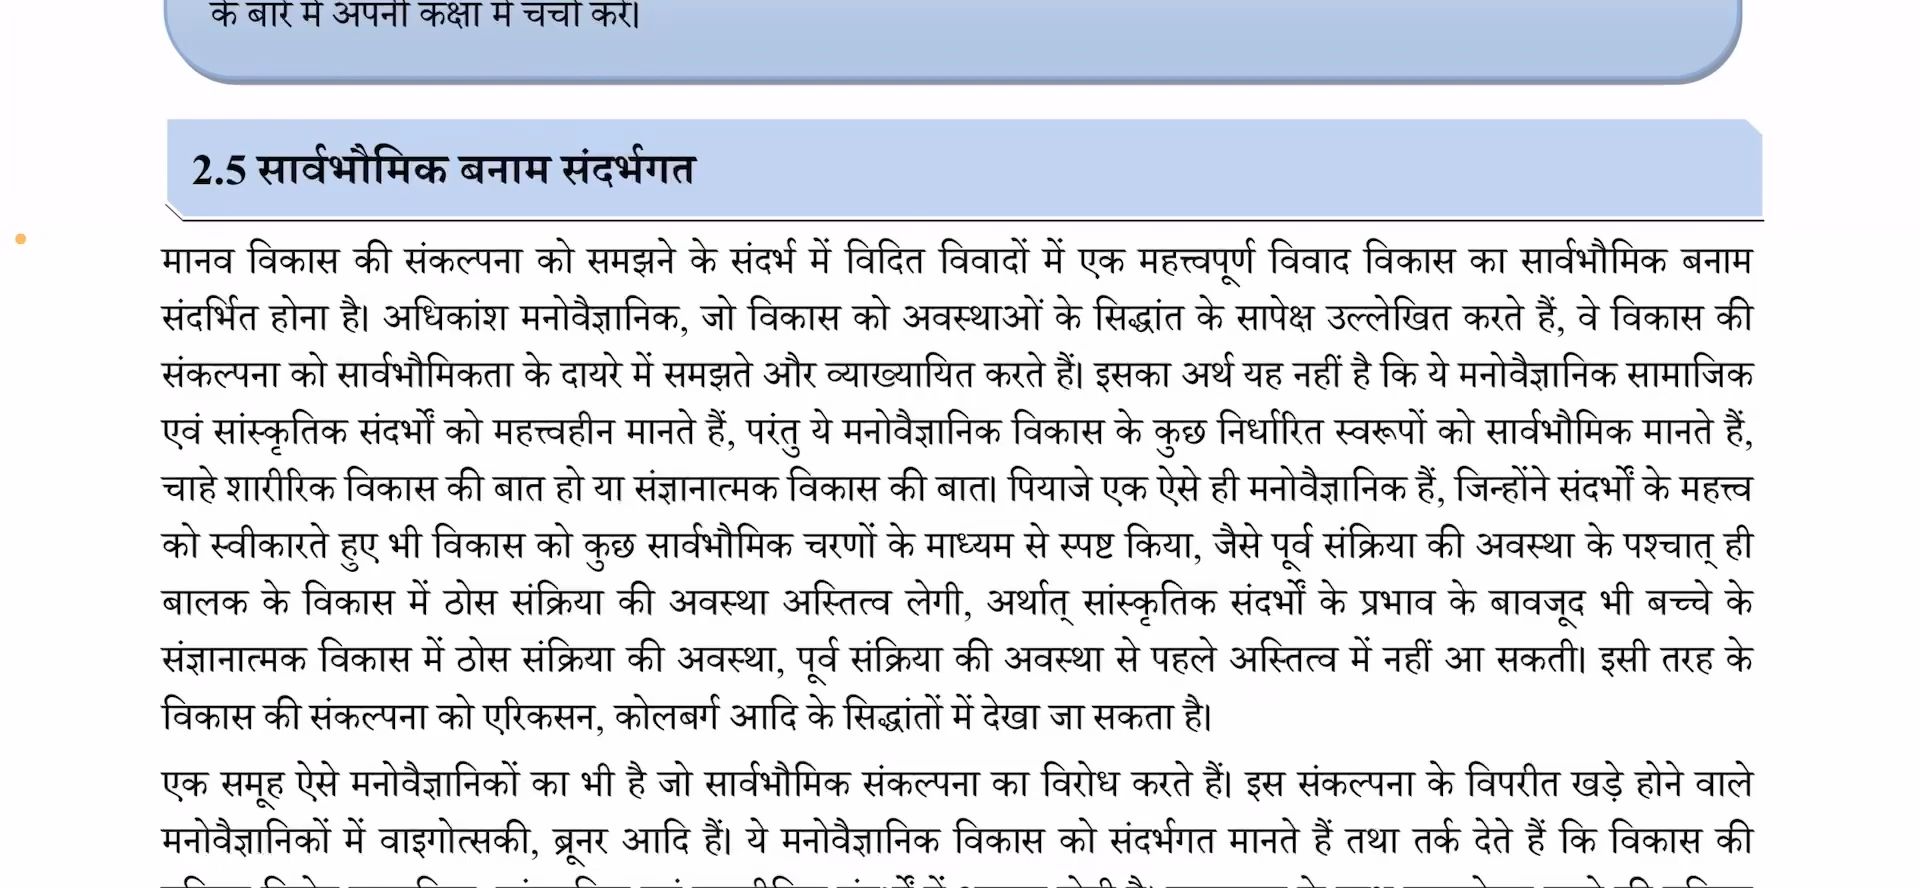 के बारे में अपनी कक्षा में चर्चा करें।
2.5 सार्वभौमिक बनाम संदर्भगत
मानव विकास की संकल्पना को समझने के संदर्भ में विदित विवादों में एक महत्त्वपूर्ण विवाद विकास का सार्वभौमिक बनाम
संदर्भित होना है। अधिकांश मनोवैज्ञानिक, जो विकास को अवस्थाओं के सिद्धांत के सापेक्ष उल्लेखित करते हैं, वे विकास की
संकल्पना को सार्वभौमिकता के दायरे में समझते और व्याख्यायित करते हैं। इसका अर्थ यह नहीं है कि ये मनोवैज्ञानिक सामाजिक
एवं सांस्कृतिक संदर्भों को महत्त्वहीन मानते हैं, परंतु ये मनोवैज्ञानिक विकास के कुछ निर्धारित स्वरूपों को सार्वभौमिक मानते हैं,
चाहे शारीरिक विकास की बात हो या संज्ञानात्मक विकास की बात। पियाजे एक ऐसे ही मनोवैज्ञानिक हैं, जिन्होंने संदर्भों के महत्त्व
को स्वीकारते हुए भी विकास को कुछ सार्वभौमिक चरणों के माध्यम से स्पष्ट किया, जैसे पूर्व संक्रिया की अवस्था के पश्चात् ही
बालक के विकास में ठोस संक्रिया की अवस्था अस्तित्व लेगी, अर्थात् सांस्कृतिक संदर्भों के प्रभाव के बावजूद भी बच्चे के
संज्ञानात्मक विकास में ठोस संक्रिया की अवस्था, पूर्व संक्रिया की अवस्था से पहले अस्तित्व में नहीं आ सकती। इसी तरह के
विकास की संकल्पना को एरिकसन, कोलबर्ग आदि के सिद्धांतों में देखा जा सकता है।
एक समूह ऐसे मनोवैज्ञानिकों का भी है जो सार्वभौमिक संकल्पना का विरोध करते हैं। इस संकल्पना के विपरीत खड़े होने वाले
मनोवैज्ञानिकों में वाइगोत्सकी, ब्रूनर आदि हैं। ये मनोवैज्ञानिक विकास को संदर्भगत मानते हैं तथा तर्क देते हैं कि विकास की